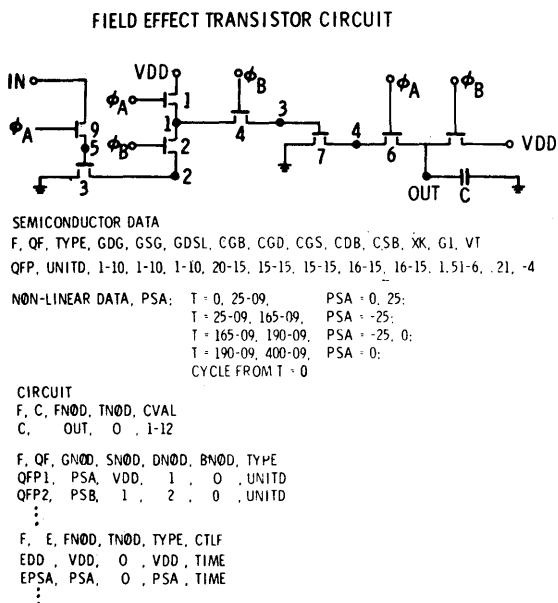 FIELD EFFECT TRANSISTOR CIRCUIT
IN
VDD
ϕB
ϕA
ϕB
ϕA
1
ϕA
9
1
3
4
5
ϕB
2
4
7
6
VDD
3
2
OUT
C
SEMICONDUCTOR DATA
F, QF, TYPE, GDG, GSG, GDSL, CGB, CGD, CGS, CDB, CSB, XK, G1, VT
QFP, UNITD, 1-10, 1-10, 1-10, 20-15, 15-15, 15-15, 16-15, 16-15, 1.51-6, .21, -4
NØN-LINEAR DATA, PSA; T = 0, 25-09, PSA = 0, 25;
T = 25-09, 165-09, PSA = -25;
T = 165-09, 190-09, PSA = -25, 0;
T = 190-09, 400-09, PSA = 0;
CYCLE FROM T = 0
CIRCUIT
F, C, FNØD, TNØD, CVAL
C, OUT, O , 1-12
F, QF, GNØD, SNØD, DNØD, BNØD, TYPE
QFP1, PSA, VDD, 1 , O , UNITD
QFP2, PSB, 1 , 2 , 0 , UNITD
F, E, FNØD, TNØD, TYPE, CTLF
EDD , VDD, O , VDD , TIME
EPSA, PSA, O , PSA , TIME